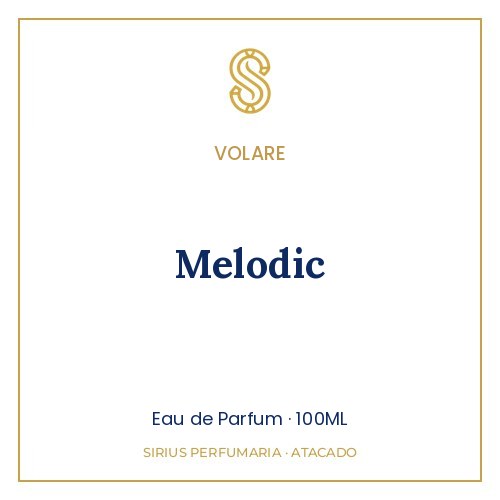 VOLARE
Melodic
Eau de Parfum · 100ML
SIRIUS PERFUMARIA · ATACADO